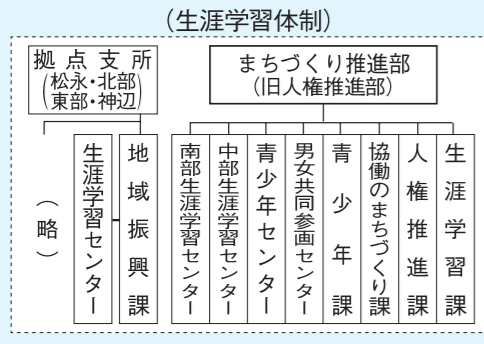 （生涯学習体制）
拠点支所
（松永・北部
東部・神辺）
まちづくり推進部
（旧人権推進部）
（略）
生涯学習センター
地域振興課
南部生涯学習センター
中部生涯学習センター
青少年センター
男女共同参画センター
青少年課
協働のまちづくり課
人権推進課
生涯学習課